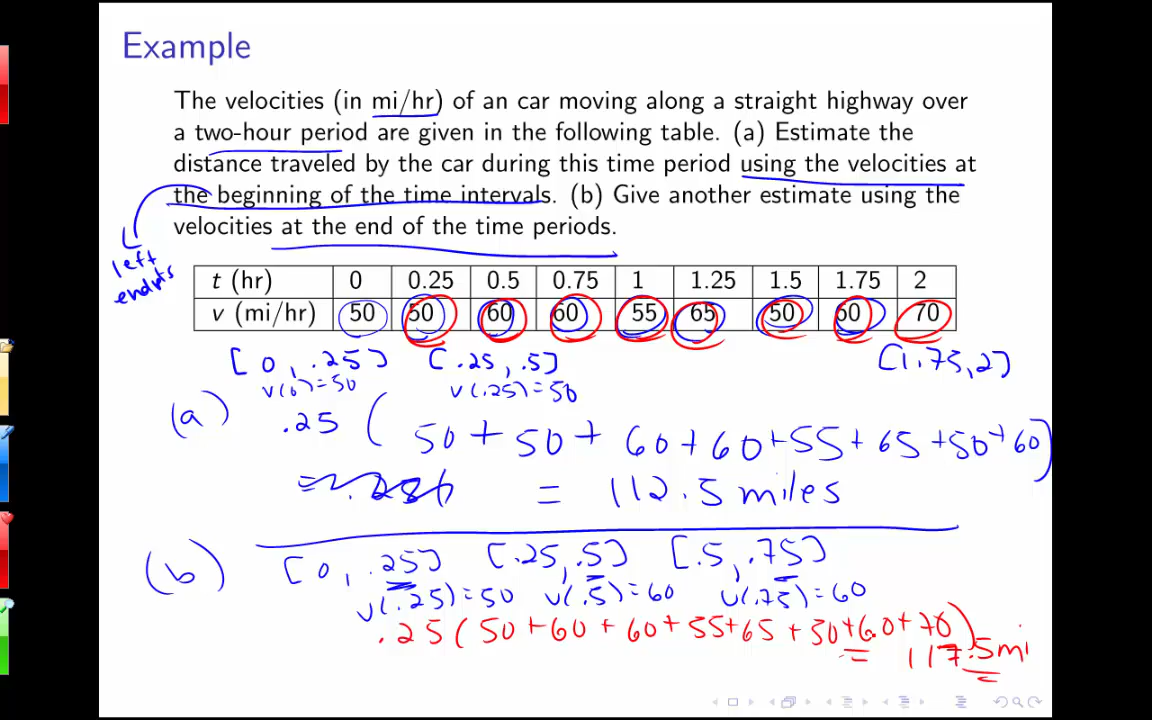 Example
The velocities (in mi/hr) of an car moving along a straight highway over
a two-hour period are given in the following table. (a) Estimate the
distance traveled by the car during this time period using the velocities at
the beginning of the time intervals. (b) Give another estimate using the
velocities at the end of the time periods.
left
endpts
t (hr) 0 0.25 0.5 0.75 1 1.25 1.5 1.75 2
v (mi/hr) 50 50 60 60 55 65 50 60 70
[0, .25] [.25, .5] [1.75, 2]
v(0)=50 v(.25)=50
(a) .25 ( 50 + 50 + 60 + 60 + 55 + 65 + 50 + 60 )
= 112.5 miles
(b) [0, .25] [.25, .5] [.5, .75]
v(.25)=50 v(.5)=60 v(.75)=60
.25 ( 50 + 60 + 60 + 55 + 65 + 50 + 60 + 70 )
= 117.5 mi